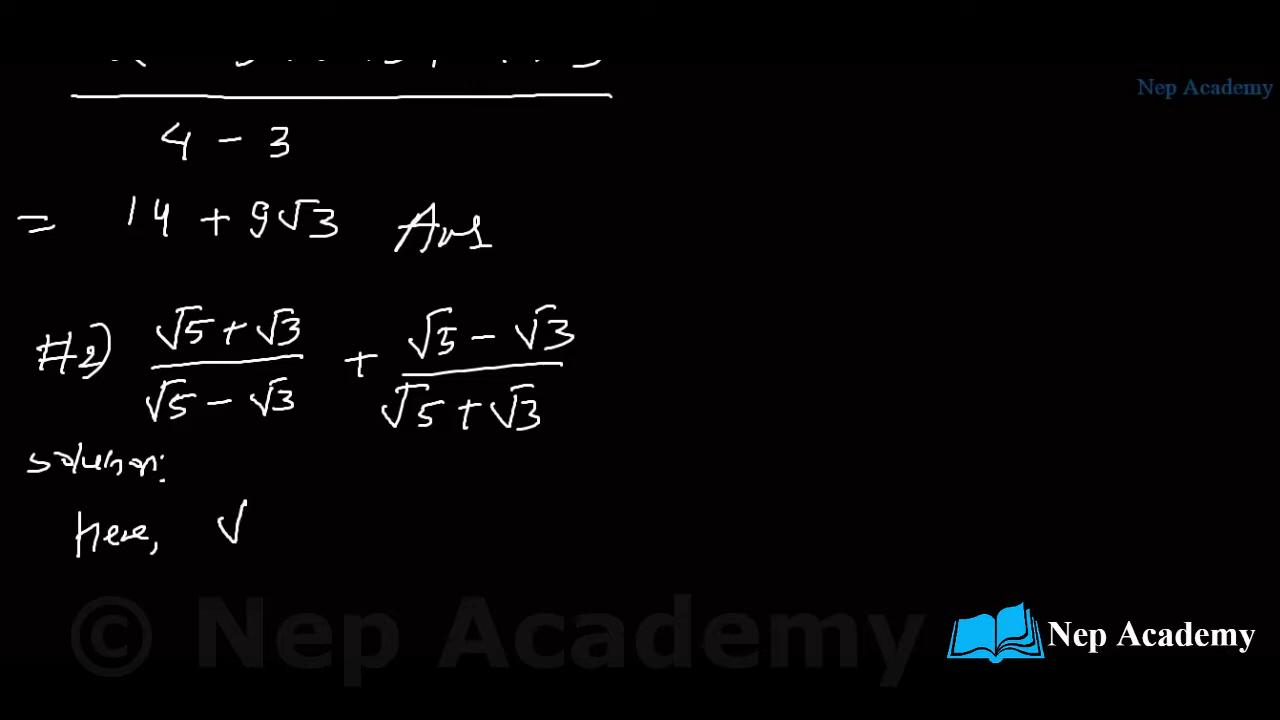 Nep Academy
4 - 3
= 14 + 9√3 Ans
#2) √5 + √3 / √5 - √3 + √5 - √3 / √5 + √3
solution:
here, √
© Nep Academy
Nep Academy